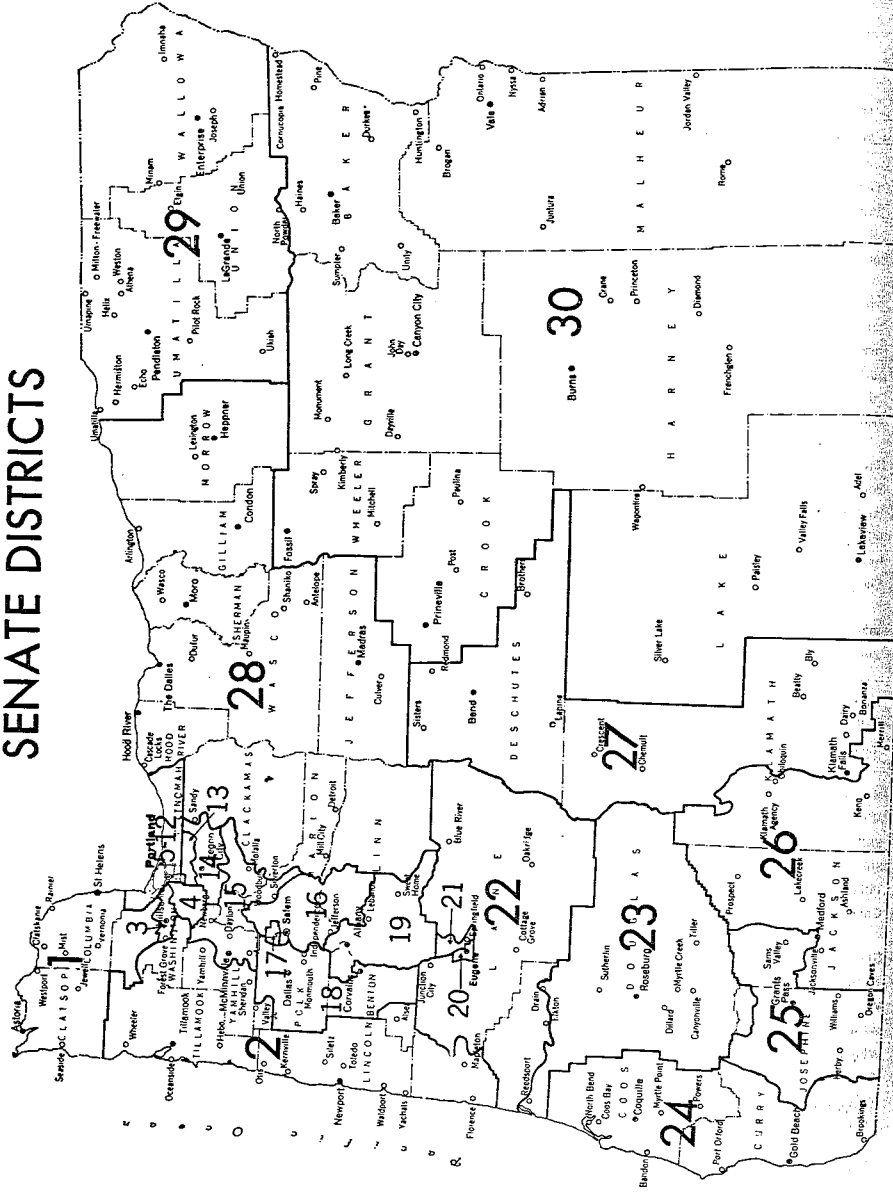 SENATE DISTRICTS
Astoria
Seaside
Westport
Clatskanie
Rainier
Mist
Jewell
CLATSOP
1
COLUMBIA
Vernonia
St Helens
Wheeler
Tillamook
Oceanside
TILLAMOOK
Hebo
2
Otis
Kernville
Siletz
Toledo
Newport
LINCOLN
Waldport
Yachats
3
Forest Grove
WASHINGTON
4
Yamhill
McMinnville
Dayton
YAMHILL
Sheridan
Valley
Portland
5-12
Sandy
13
14
15
Molalla
CLACKAMAS
Woodburn
Silverton
Salem
16
17
Dallas
POLK
Independence
Monmouth
Jefferson
MARION
Mill City
Detroit
18
Corvallis
Albany
Lebanon
19
Sweet Home
LINN
BENTON
Alsea
Junction City
20
21
Eugene
Springfield
Blue River
22
LANE
Oakridge
Cottage Grove
Mapleton
Florence
Reedsport
Drain
Elkton
Sutherlin
23
DOUGLAS
Roseburg
Dillard
Myrtle Creek
Tiller
Canyonville
North Bend
Coos Bay
COOS
Coquille
Myrtle Point
Bandon
24
Powers
Port Orford
CURRY
Gold Beach
Brookings
25
Grants Pass
JOSEPHINE
Williams
Kerby
Oregon Caves
Sams Valley
Jacksonville
Medford
JACKSON
Prospect
Lakecreek
Ashland
26
Klamath Agency
Chiloquin
KLAMATH
Keno
Klamath Falls
Dairy
Bonanza
Merrill
Beatty
Bly
27
Crescent
Chemult
Lapine
DESCHUTES
Bend
Sisters
Redmond
Brothers
Hood River
Cascade Locks
HOOD RIVER
The Dalles
Dufur
28
WASCO
Wasco
Moro
SHERMAN
Maupin
Shaniko
Antelope
JEFFERSON
Madras
Culver
Arlington
GILLIAM
Condon
Fossil
Spray
Kimberly
WHEELER
Mitchell
Prineville
CROOK
Post
Paulina
Lexington
MORROW
Heppner
Umatilla
Hermiston
Echo
Pendleton
UMATILLA
Pilot Rock
Ukiah
Umapine
Milton-Freewater
Helix
Weston
Athena
29
Elgin
Minam
LaGrande
UNION
Union
North Powder
Imnaha
WALLOWA
Enterprise
Joseph
Cornucopia
Homestead
Pine
Haines
Baker
BAKER
Durkee
Sumpter
Unity
Huntington
Monument
Long Creek
GRANT
John Day
Canyon City
Dayville
Brogan
Ontario
Vale
Nyssa
Adrian
Juntura
MALHEUR
Jordan Valley
Rome
30
Burns
Crane
Princeton
HARNEY
Diamond
Frenchglen
Wagontire
Silver Lake
LAKE
Paisley
Valley Falls
Lakeview
Adel